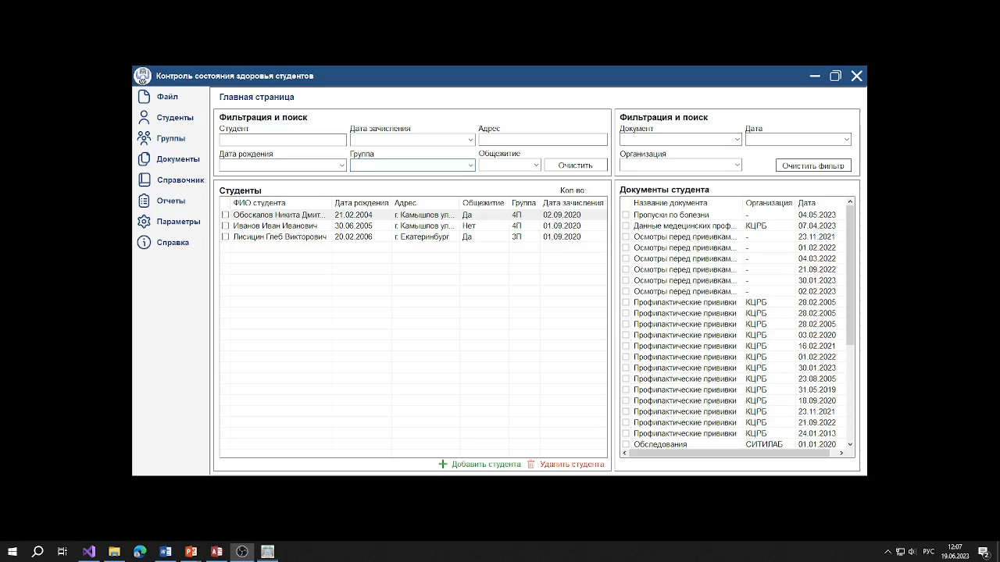 Контроль состояния здоровья студентов
Файл
Студенты
Группы
Документы
Справочник
Отчеты
Параметры
Справка
Главная страница
Фильтрация и поиск
Студент Дата зачисления Адрес
Дата рождения Группа Общежитие
Очистить
Студенты Кол-во:
ФИО студента Дата рождения Адрес Общежитие Группа Дата зачисления
Обоскалов Никита Дмит... 21.02.2004 г. Камышлов ул... Да 4П 02.09.2020
Иванов Иван Иванович 30.06.2005 г. Камышлов ул... Нет 4П 01.09.2020
Лисицин Глеб Викторович 20.02.2006 г. Екатеринбург Да 3П 01.09.2020
Добавить студента Удалить студента
Фильтрация и поиск
Документ Дата
Организация
Очистить фильтр
Документы студента
Название документа Организация Дата
Пропуски по болезни - 04.05.2023
Данные медецинских проф... КЦРБ 07.04.2023
Осмотры перед прививкам... - 23.11.2021
Осмотры перед прививкам... - 01.02.2022
Осмотры перед прививкам... - 04.03.2022
Осмотры перед прививкам... - 21.09.2022
Осмотры перед прививкам... - 30.01.2023
Осмотры перед прививкам... - 02.02.2023
Профилактические прививки КЦРБ 28.02.2005
Профилактические прививки КЦРБ 28.02.2005
Профилактические прививки КЦРБ 28.02.2005
Профилактические прививки КЦРБ 03.02.2020
Профилактические прививки КЦРБ 16.02.2021
Профилактические прививки КЦРБ 01.02.2022
Профилактические прививки КЦРБ 30.01.2023
Профилактические прививки КЦРБ 23.08.2005
Профилактические прививки КЦРБ 31.05.2019
Профилактические прививки КЦРБ 18.09.2020
Профилактические прививки КЦРБ 23.11.2021
Профилактические прививки КЦРБ 21.09.2022
Профилактические прививки КЦРБ 24.01.2013
Обследования СИТИЛАБ 01.01.2020
РУС
12:07
19.06.2023